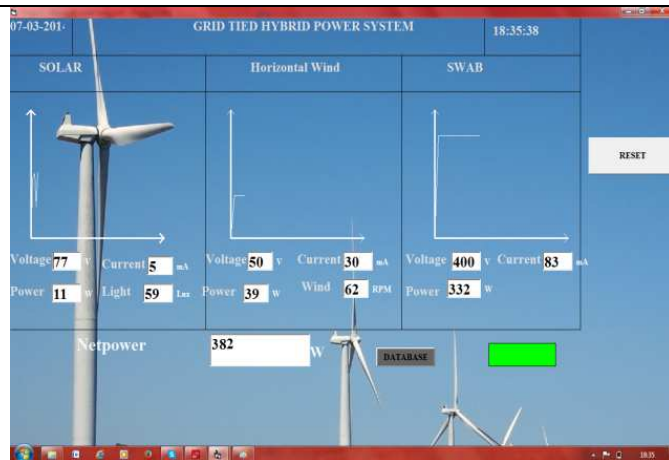 07-03-201
GRID TIED HYBRID POWER SYSTEM
18:35:38
SOLAR
Horizontal Wind
SWAB
RESET
Voltage 77 V Current 5 mA
Power 11 W Light 59 Lux
Voltage 50 V Current 30 mA
Power 39 W Wind 62 RPM
Voltage 400 V Current 83 mA
Power 332 W
Netpower 382 W
DATABASE
18:35